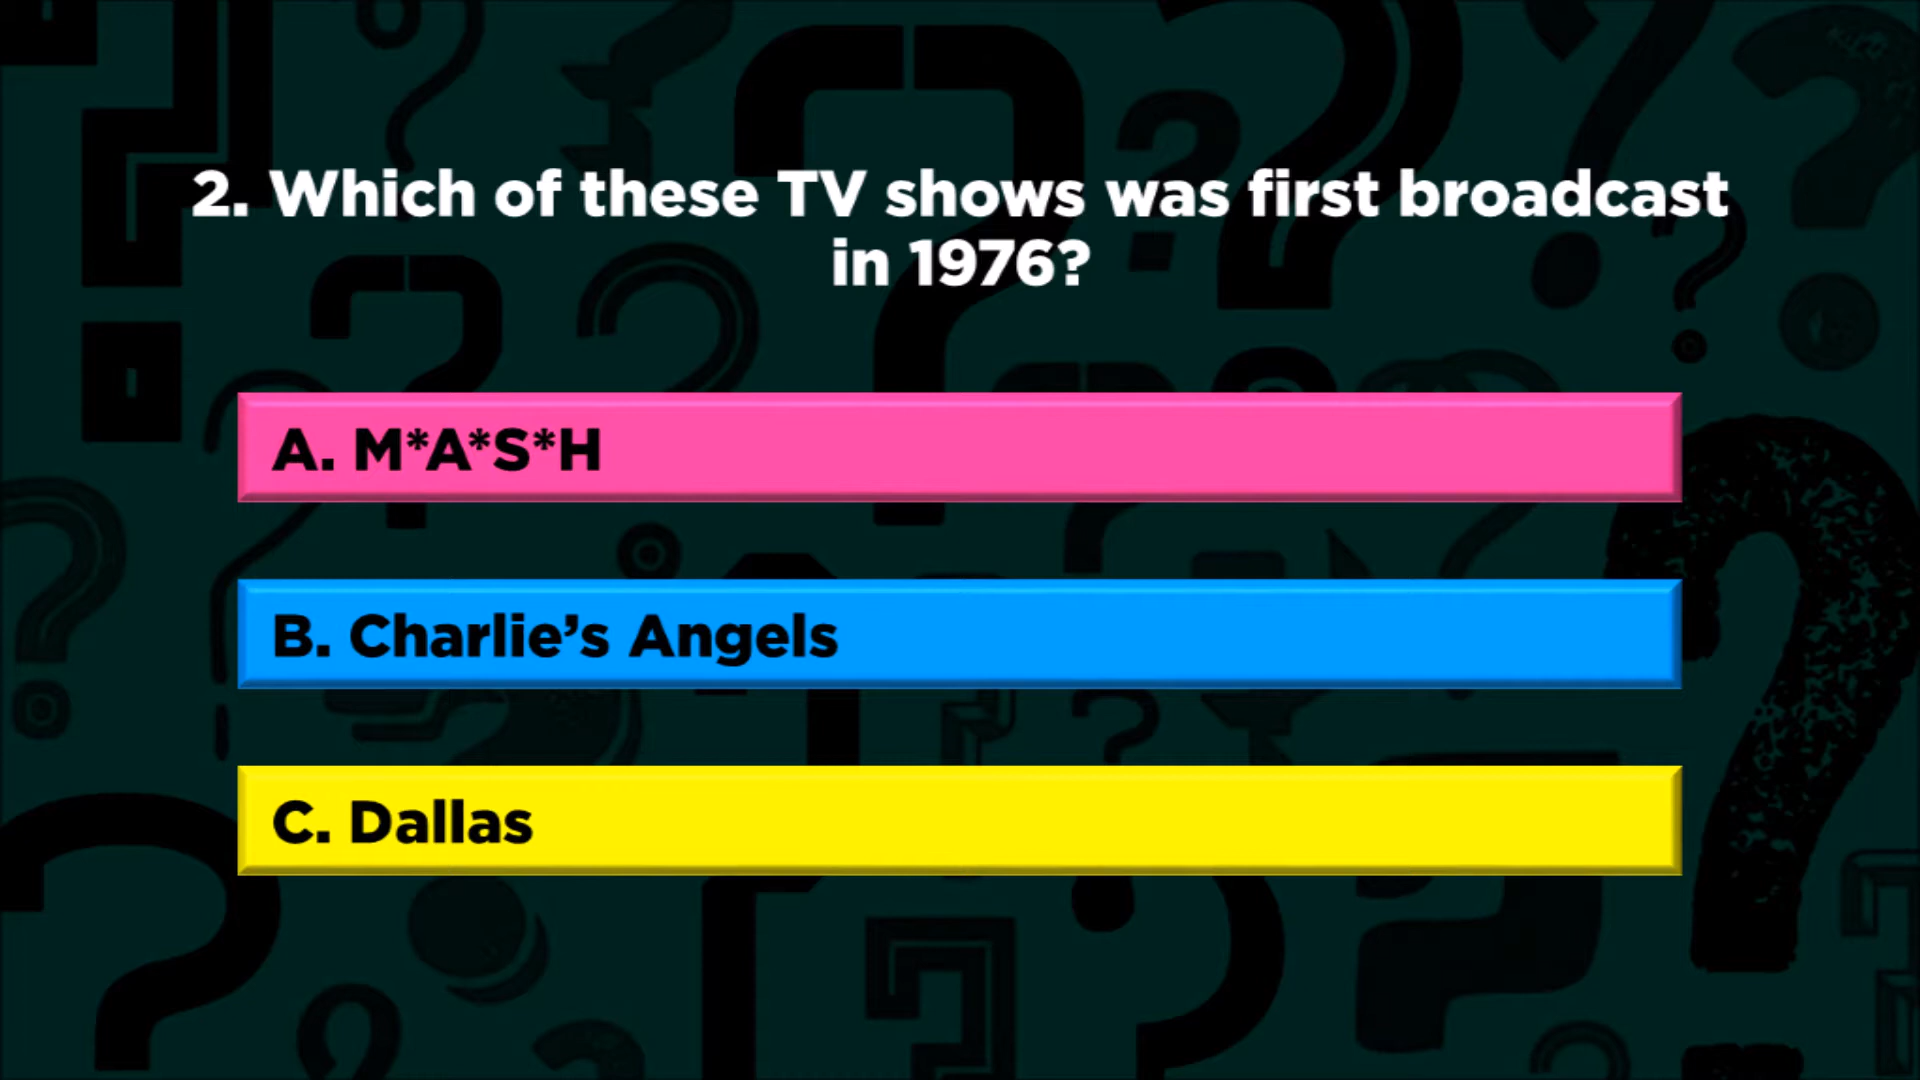 2. Which of these TV shows was first broadcast
in 1976?
A. M*A*S*H
B. Charlie’s Angels
C. Dallas